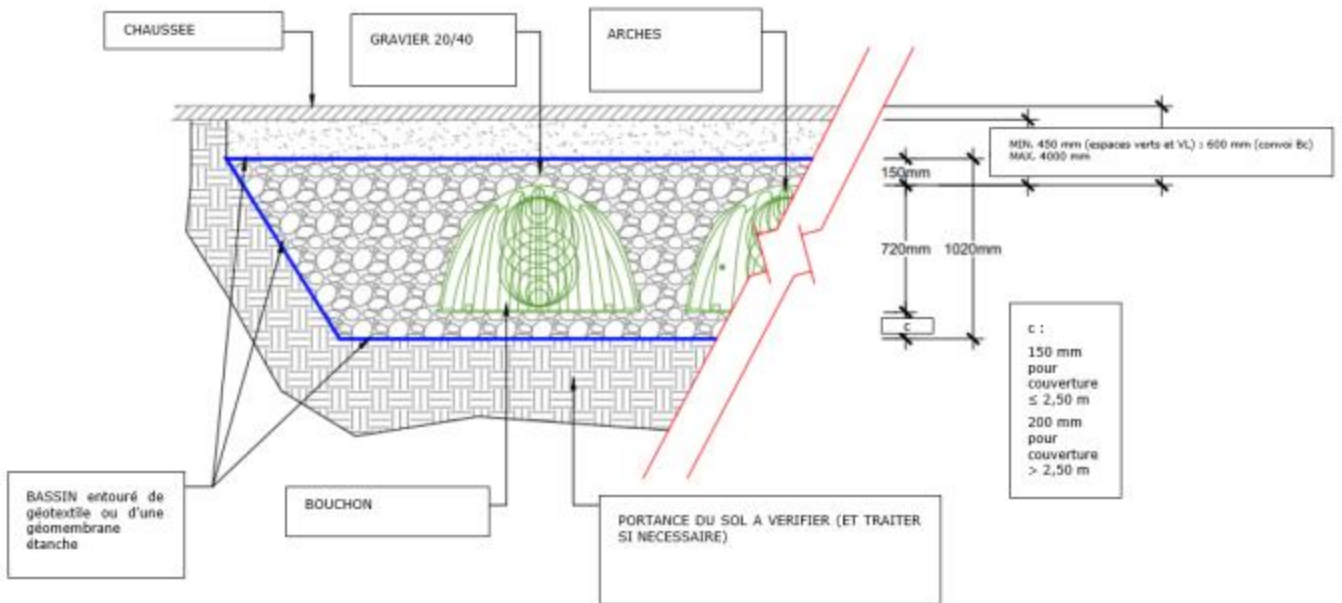 CHAUSSEE
GRAVIER 20/40
ARCHES
MIN. 450 mm (espaces verts et VL) : 600 mm (convoi Bc)
MAX. 4000 mm
150mm
720mm
1020mm
c
c :
150 mm
pour
couverture
≤ 2,50 m
200 mm
pour
couverture
> 2,50 m
BASSIN entouré de
géotextile ou d'une
géomembrane
étanche
BOUCHON
PORTANCE DU SOL A VERIFIER (ET TRAITER
SI NECESSAIRE)